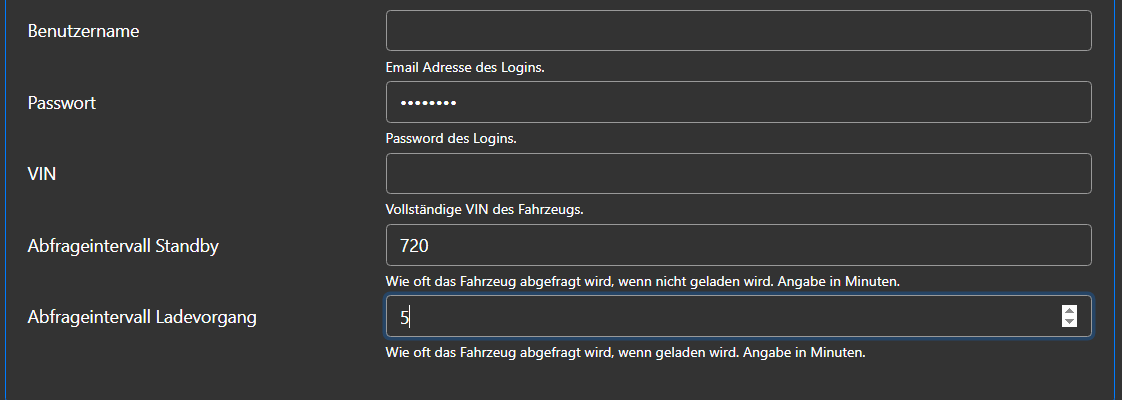 Benutzername
Email Adresse des Logins.
Passwort
••••••••
Password des Logins.
VIN
Vollständige VIN des Fahrzeugs.
Abfrageintervall Standby
720
Wie oft das Fahrzeug abgefragt wird, wenn nicht geladen wird. Angabe in Minuten.
Abfrageintervall Ladevorgang
5
Wie oft das Fahrzeug abgefragt wird, wenn geladen wird. Angabe in Minuten.